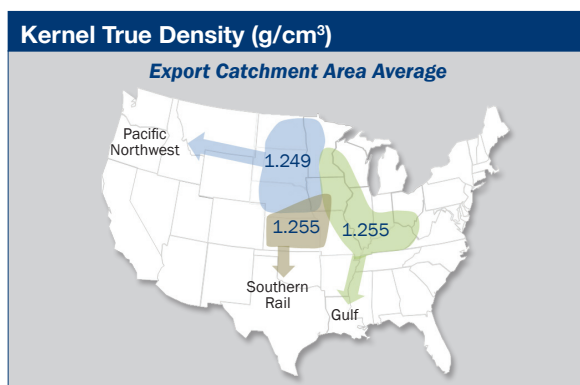 Kernel True Density (g/cm³)
Export Catchment Area Average
Pacific
Northwest
1.249
1.255
1.255
Southern
Rail
Gulf